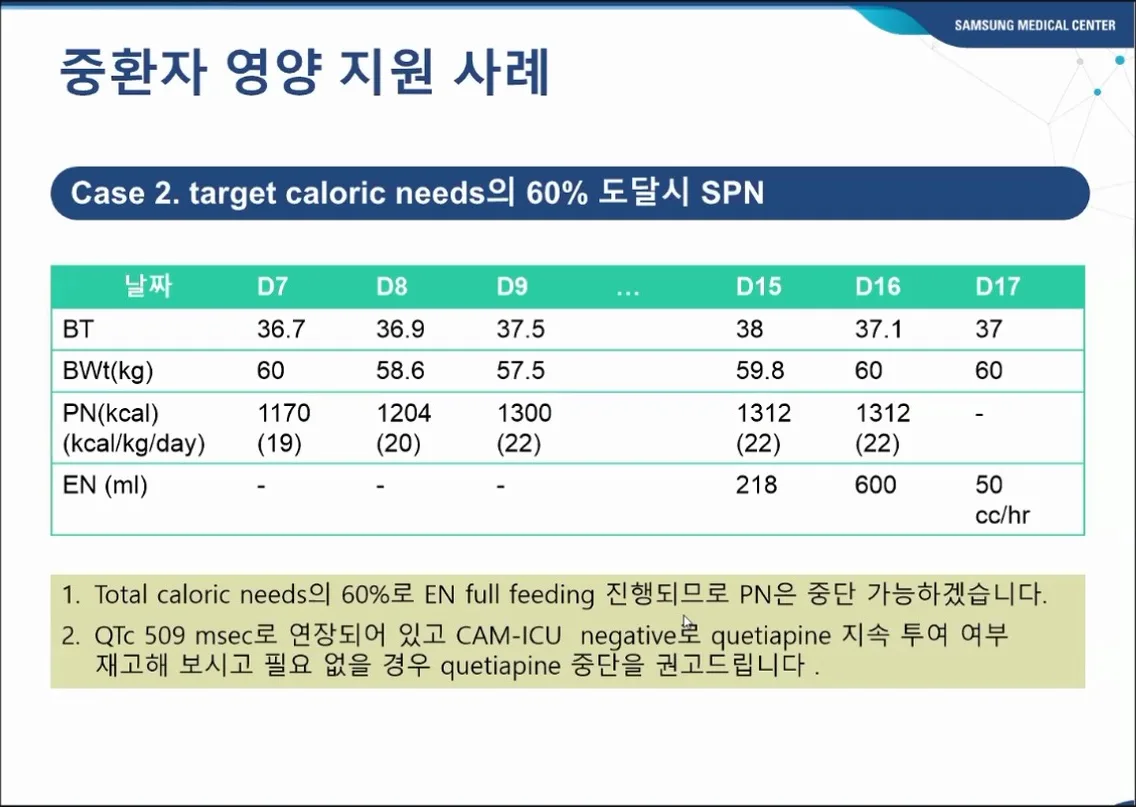 SAMSUNG MEDICAL CENTER
중환자 영양 지원 사례
Case 2. target caloric needs의 60% 도달시 SPN
날짜 D7 D8 D9 ... D15 D16 D17
BT 36.7 36.9 37.5 38 37.1 37
BWt(kg) 60 58.6 57.5 59.8 60 60
PN(kcal) 1170 1204 1300 1312 1312 -
(kcal/kg/day) (19) (20) (22) (22) (22)
EN (ml) - - - 218 600 50
cc/hr
1. Total caloric needs의 60%로 EN full feeding 진행되므로 PN은 중단 가능하겠습니다.
2. QTc 509 msec로 연장되어 있고 CAM-ICU negative로 quetiapine 지속 투여 여부
재고해 보시고 필요 없을 경우 quetiapine 중단을 권고드립니다 .